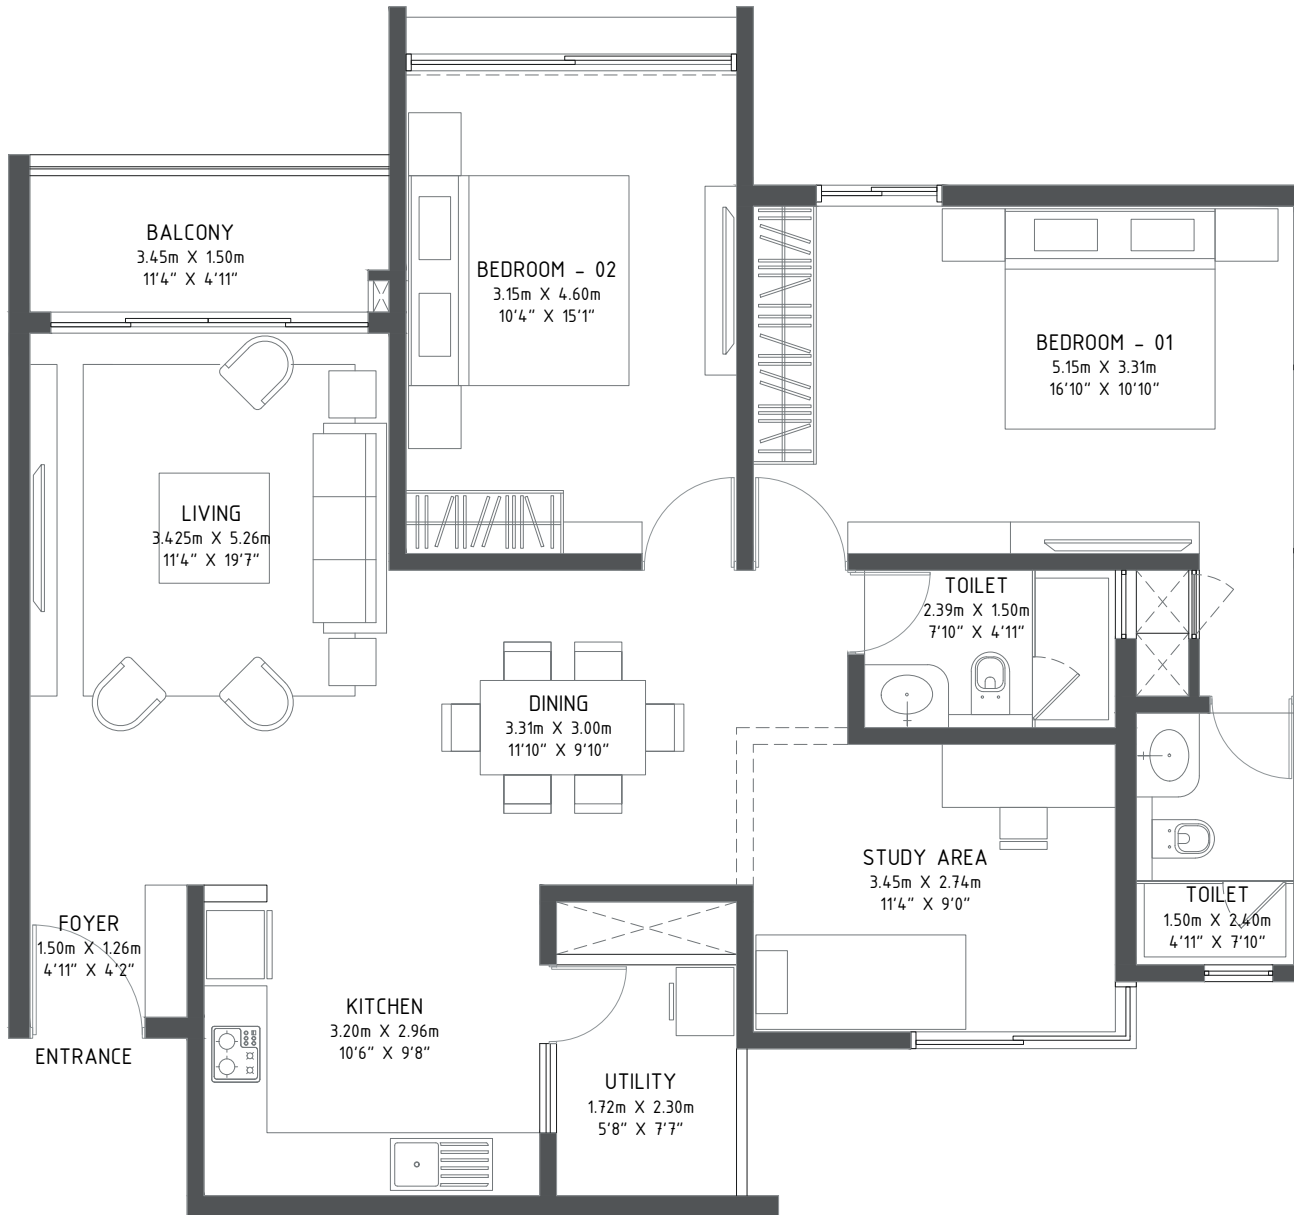 BALCONY
3.45m X 1.50m
11'4" X 4'11"
BEDROOM - 02
3.15m X 4.60m
10'4" X 15'1"
BEDROOM - 01
5.15m X 3.31m
16'10" X 10'10"
LIVING
3.425m X 5.26m
11'4" X 19'7"
TOILET
2.39m X 1.50m
7'10" X 4'11"
DINING
3.31m X 3.00m
11'10" X 9'10"
STUDY AREA
3.45m X 2.74m
11'4" X 9'0"
TOILET
1.50m X 2.40m
4'11" X 7'10"
FOYER
1.50m X 1.26m
4'11" X 4'2"
ENTRANCE
KITCHEN
3.20m X 2.96m
10'6" X 9'8"
UTILITY
1.72m X 2.30m
5'8" X 7'7"